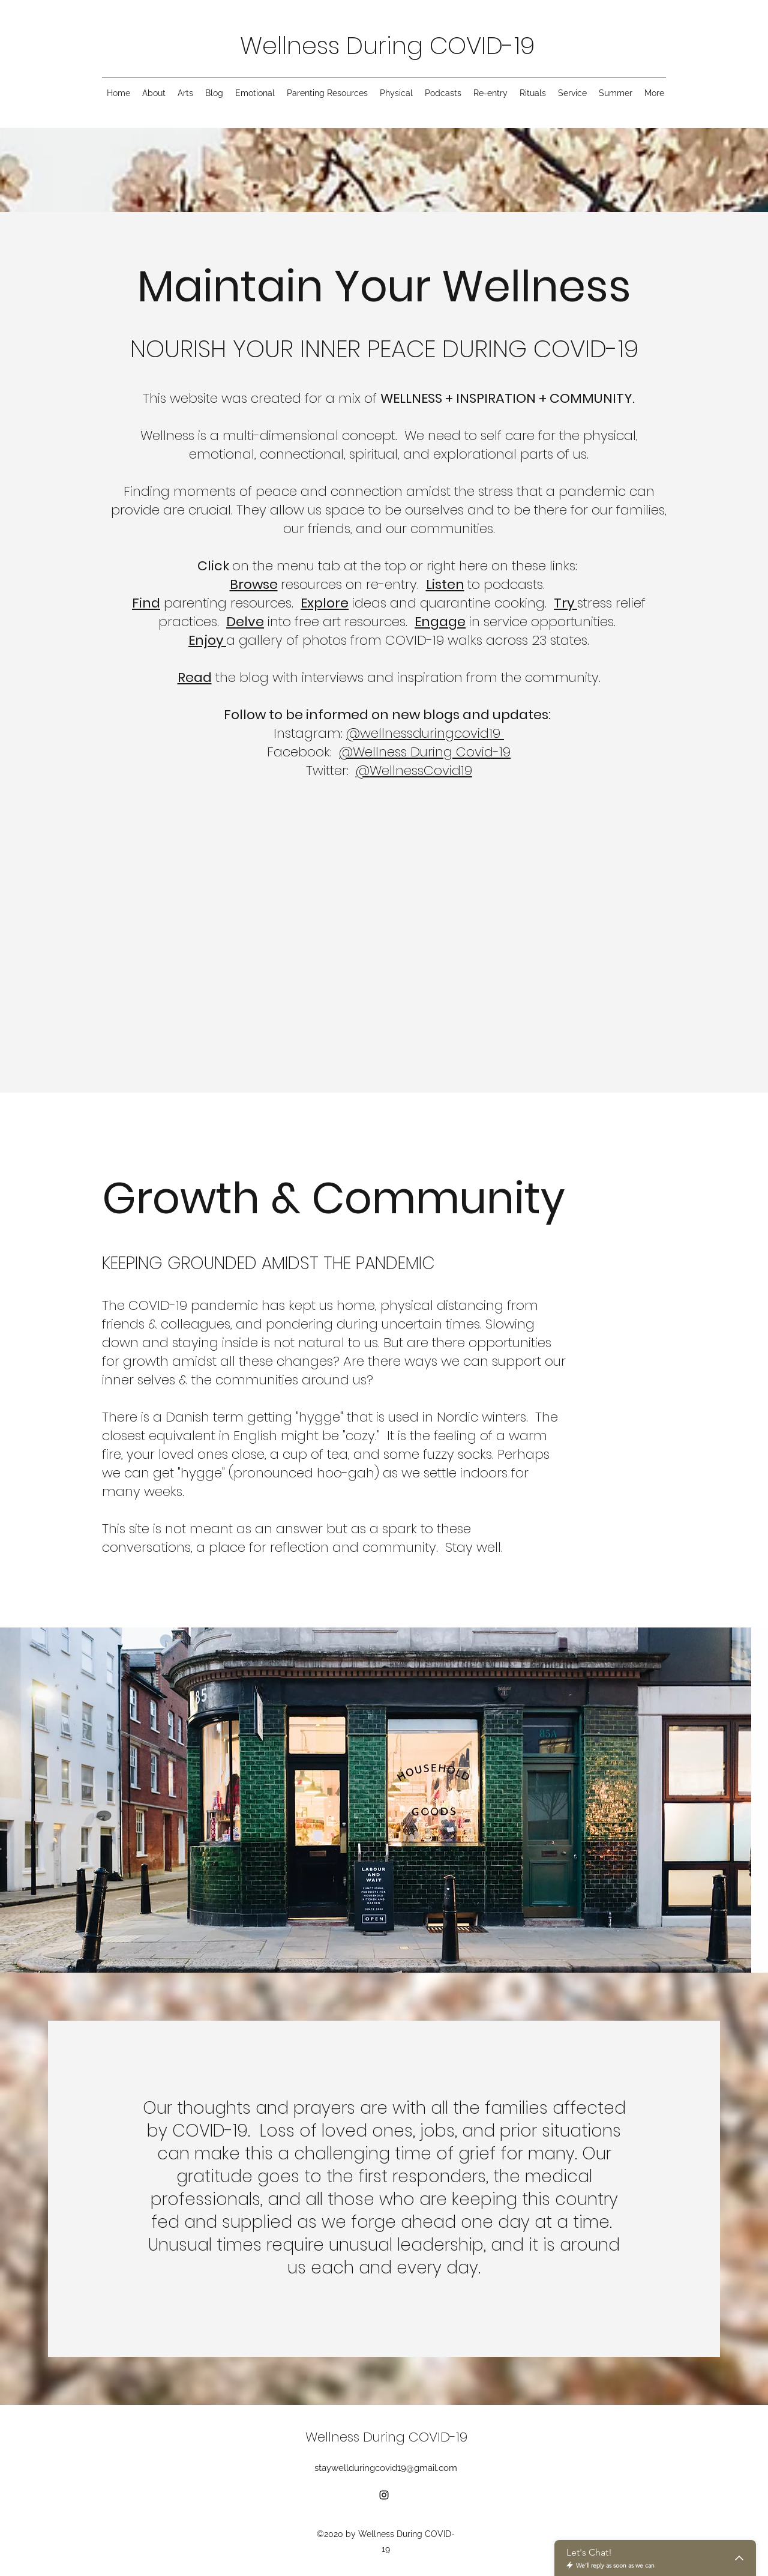 Wellness During COVID-19
Home About Arts Blog Emotional Parenting Resources Physical Podcasts Re-entry Rituals Service Summer More
Maintain Your Wellness
NOURISH YOUR INNER PEACE DURING COVID-19
This website was created for a mix of WELLNESS + INSPIRATION + COMMUNITY.
Wellness is a multi-dimensional concept.  We need to self care for the physical,
emotional, connectional, spiritual, and explorational parts of us.
Finding moments of peace and connection amidst the stress that a pandemic can
provide are crucial. They allow us space to be ourselves and to be there for our families,
our friends, and our communities.
Click on the menu tab at the top or right here on these links:
Browse resources on re-entry.  Listen to podcasts.
Find parenting resources.  Explore ideas and quarantine cooking.  Try stress relief
practices.  Delve into free art resources.  Engage in service opportunities.
Enjoy a gallery of photos from COVID-19 walks across 23 states.
Read the blog with interviews and inspiration from the community.
Follow to be informed on new blogs and updates:
Instagram: @wellnessduringcovid19
Facebook:  @Wellness During Covid-19
Twitter:  @WellnessCovid19
Growth & Community
KEEPING GROUNDED AMIDST THE PANDEMIC
The COVID-19 pandemic has kept us home, physical distancing from
friends & colleagues, and pondering during uncertain times. Slowing
down and staying inside is not natural to us. But are there opportunities
for growth amidst all these changes? Are there ways we can support our
inner selves & the communities around us?
There is a Danish term getting "hygge" that is used in Nordic winters.  The
closest equivalent in English might be "cozy."  It is the feeling of a warm
fire, your loved ones close, a cup of tea, and some fuzzy socks. Perhaps
we can get "hygge" (pronounced hoo-gah) as we settle indoors for
many weeks.
This site is not meant as an answer but as a spark to these
conversations, a place for reflection and community.  Stay well.
85
85A
HOUSEHOLD
GOODS
LABOUR
AND
WAIT
FUNCTIONAL
PRODUCTS FOR
HOUSEHOLD
KITCHEN AND
GARDEN
SINCE 2000
OPEN
Our thoughts and prayers are with all the families affected
by COVID-19.  Loss of loved ones, jobs, and prior situations
can make this a challenging time of grief for many. Our
gratitude goes to the first responders, the medical
professionals, and all those who are keeping this country
fed and supplied as we forge ahead one day at a time.
Unusual times require unusual leadership, and it is around
us each and every day.
Wellness During COVID-19
staywellduringcovid19@gmail.com
©2020 by Wellness During COVID-
19
Let's Chat!
We'll reply as soon as we can